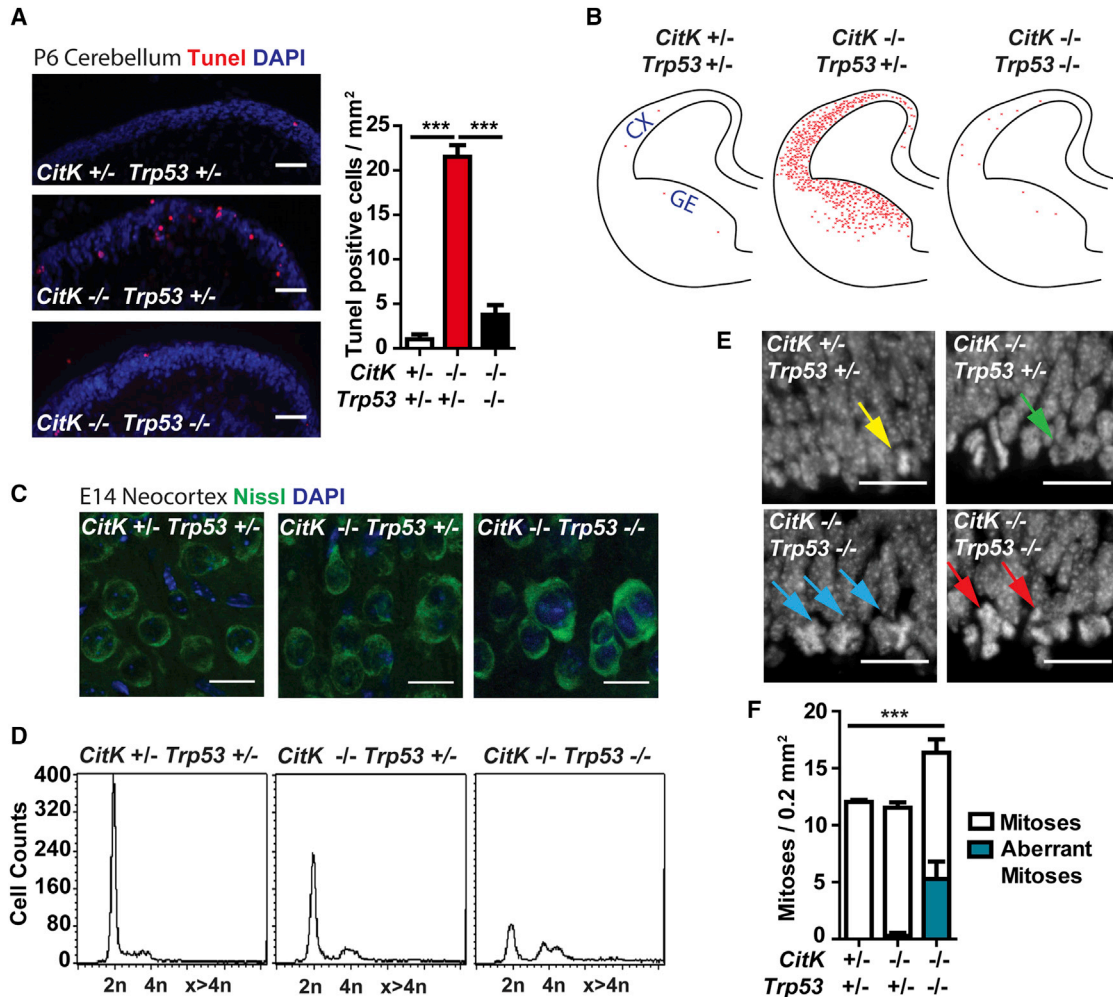 A
P6 Cerebellum Tunel DAPI
CitK +/- Trp53 +/-
CitK -/- Trp53 +/-
CitK -/- Trp53 -/-
Tunel positive cells / mm²
25
20
15
10
5
0
*** ***
CitK +/- -/- -/-
Trp53 +/- +/- -/-
B
CitK +/- CitK -/- CitK -/-
Trp53 +/- Trp53 +/- Trp53 -/-
CX
GE
C
E14 Neocortex Nissl DAPI
CitK +/- Trp53 +/- CitK -/- Trp53 +/- CitK -/- Trp53 -/-
D
CitK +/- Trp53 +/- CitK -/- Trp53 +/- CitK -/- Trp53 -/-
Cell Counts
400
320
240
160
80
0
2n 4n x>4n 2n 4n x>4n 2n 4n x>4n
E
CitK +/- CitK -/-
Trp53 +/- Trp53 +/-
CitK -/- CitK -/-
Trp53 -/- Trp53 -/-
F
Mitoses / 0.2 mm²
20
15
10
5
0
***
Mitoses
Aberrant
Mitoses
CitK +/- -/- -/-
Trp53 +/- +/- -/-